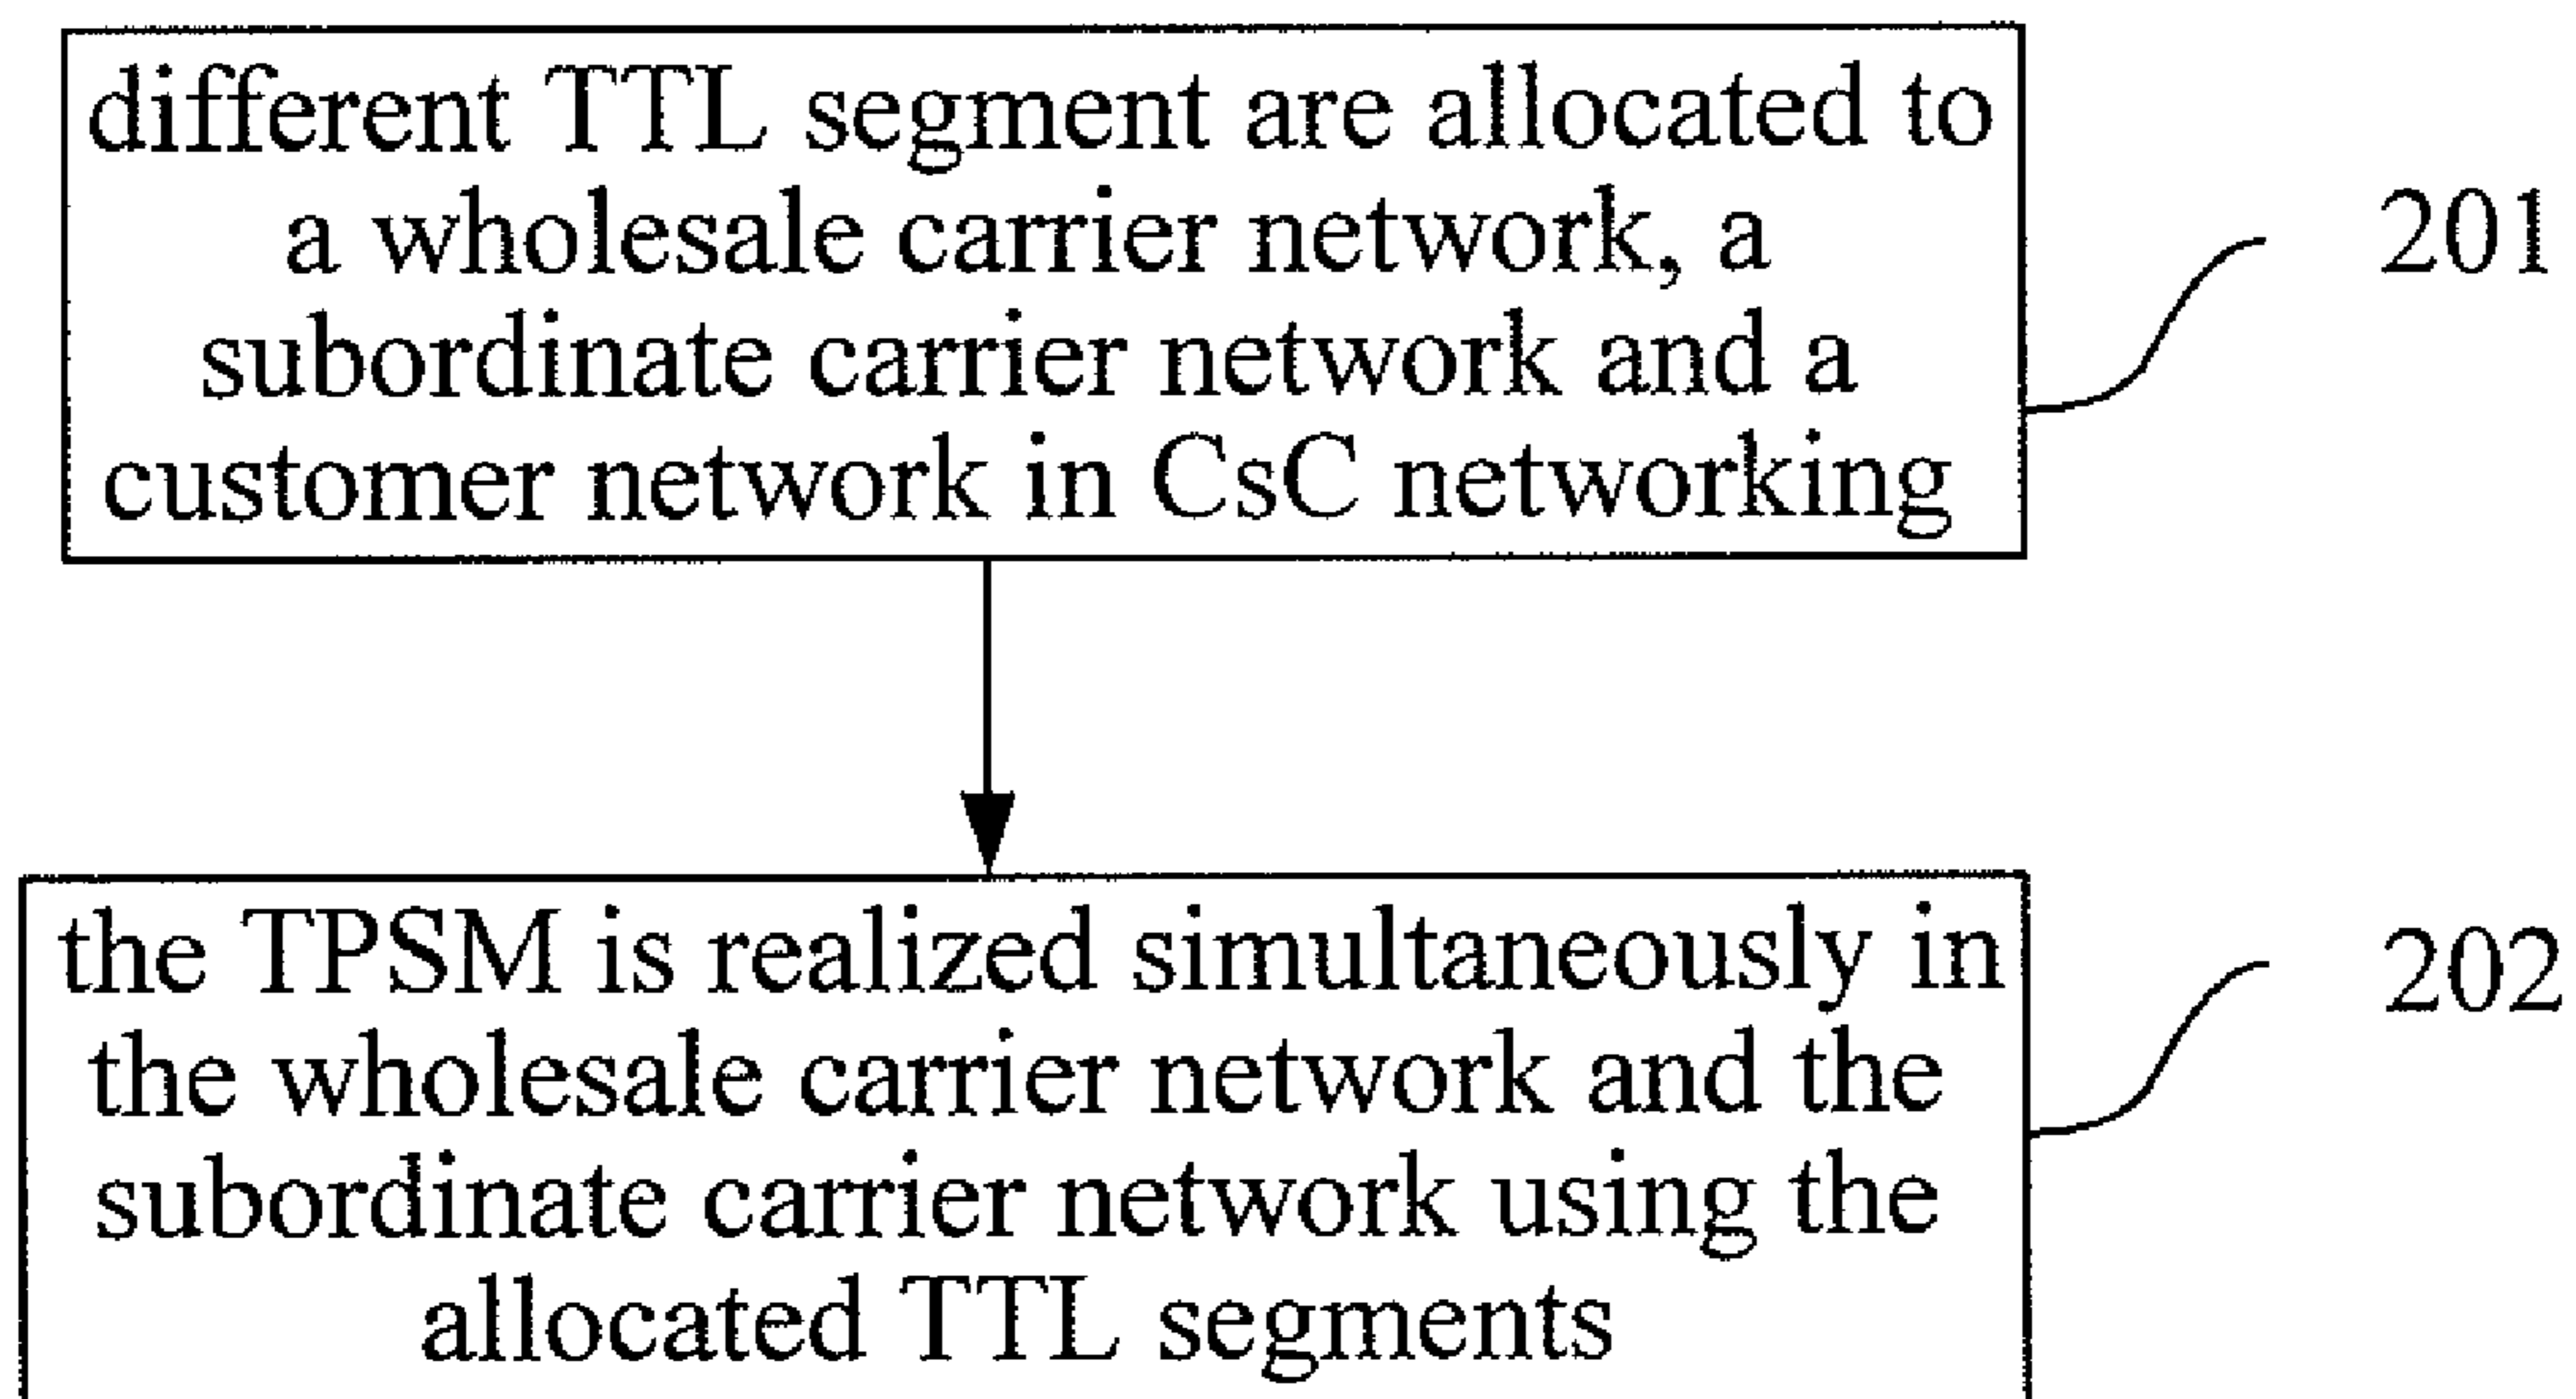 different TTL segment are allocated to
a wholesale carrier network, a
subordinate carrier network and a
customer network in CsC networking
201
the TPSM is realized simultaneously in
the wholesale carrier network and the
subordinate carrier network using the
allocated TTL segments
202